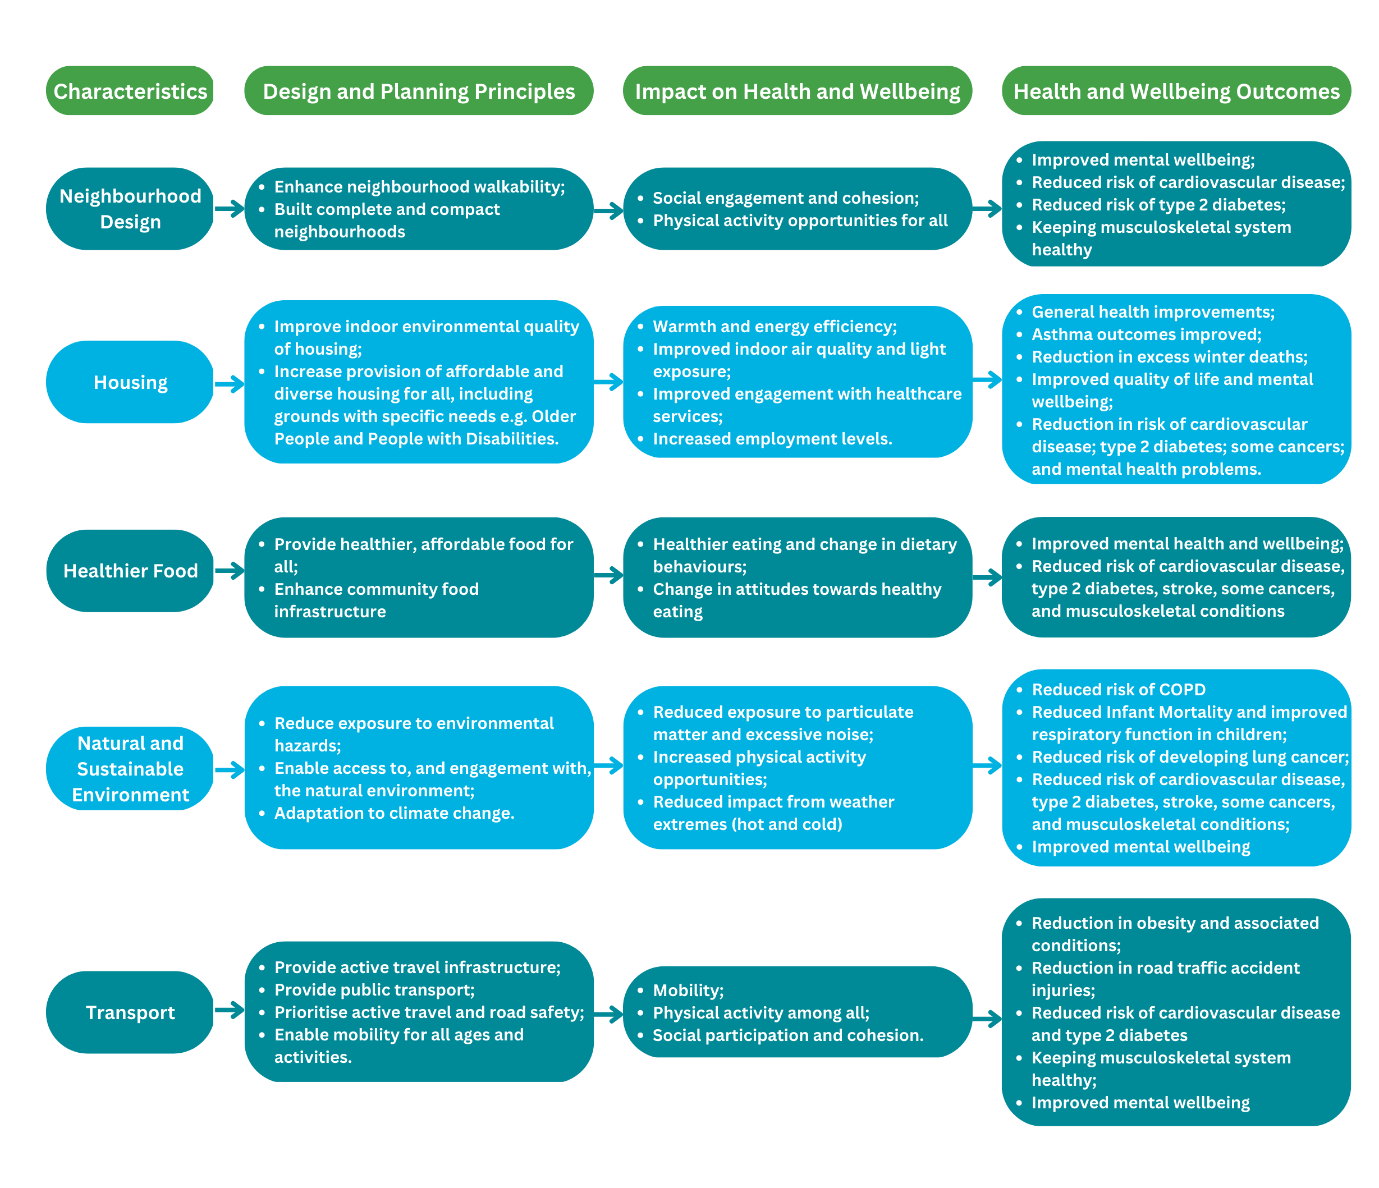 Characteristics
Design and Planning Principles
Impact on Health and Wellbeing
Health and Wellbeing Outcomes
Neighbourhood
Design
• Enhance neighbourhood walkability;
• Built complete and compact
neighbourhoods
• Social engagement and cohesion;
• Physical activity opportunities for all
• Improved mental wellbeing;
• Reduced risk of cardiovascular disease;
• Reduced risk of type 2 diabetes;
• Keeping musculoskeletal system
healthy
Housing
• Improve indoor environmental quality
of housing;
• Increase provision of affordable and
diverse housing for all, including
grounds with specific needs e.g. Older
People and People with Disabilities.
• Warmth and energy efficiency;
• Improved indoor air quality and light
exposure;
• Improved engagement with healthcare
services;
• Increased employment levels.
• General health improvements;
• Asthma outcomes improved;
• Reduction in excess winter deaths;
• Improved quality of life and mental
wellbeing;
• Reduction in risk of cardiovascular
disease; type 2 diabetes; some cancers;
and mental health problems.
Healthier Food
• Provide healthier, affordable food for
all;
• Enhance community food
infrastructure
• Healthier eating and change in dietary
behaviours;
• Change in attitudes towards healthy
eating
• Improved mental health and wellbeing;
• Reduced risk of cardiovascular disease,
type 2 diabetes, stroke, some cancers,
and musculoskeletal conditions
Natural and
Sustainable
Environment
• Reduce exposure to environmental
hazards;
• Enable access to, and engagement with,
the natural environment;
• Adaptation to climate change.
• Reduced exposure to particulate
matter and excessive noise;
• Increased physical activity
opportunities;
• Reduced impact from weather
extremes (hot and cold)
• Reduced risk of COPD
• Reduced Infant Mortality and improved
respiratory function in children;
• Reduced risk of developing lung cancer;
• Reduced risk of cardiovascular disease,
type 2 diabetes, stroke, some cancers,
and musculoskeletal conditions;
• Improved mental wellbeing
Transport
• Provide active travel infrastructure;
• Provide public transport;
• Prioritise active travel and road safety;
• Enable mobility for all ages and
activities.
• Mobility;
• Physical activity among all;
• Social participation and cohesion.
• Reduction in obesity and associated
conditions;
• Reduction in road traffic accident
injuries;
• Reduced risk of cardiovascular disease
and type 2 diabetes
• Keeping musculoskeletal system
healthy;
• Improved mental wellbeing